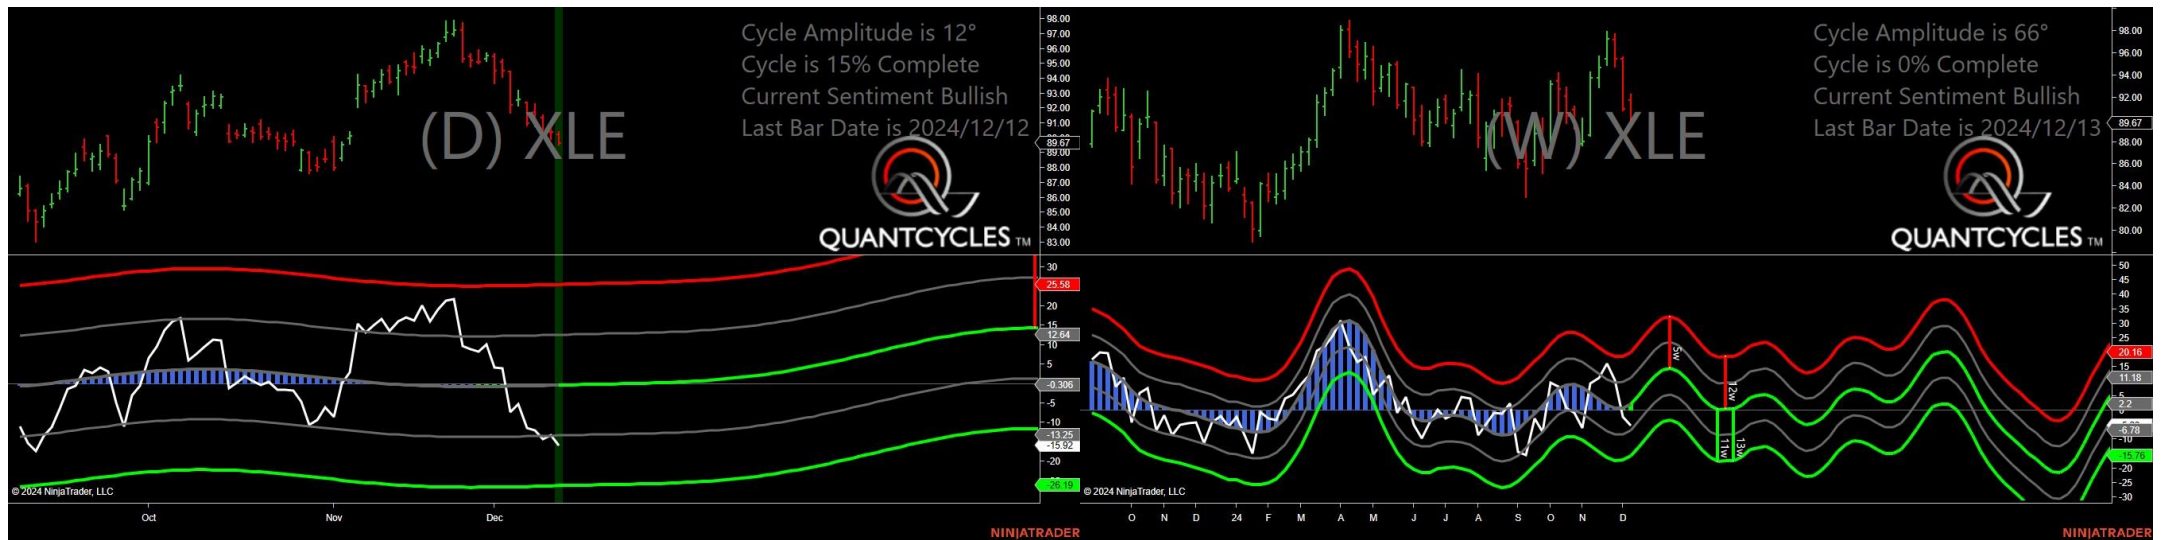 Cycle Amplitude is 12°
Cycle is 15% Complete
Current Sentiment Bullish
Last Bar Date is 2024/12/12
(D) XLE
QUANTCYCLES TM
98.00
97.00
96.00
95.00
94.00
93.00
92.00
91.00
89.67
89.00
88.00
87.00
86.00
85.00
84.00
83.00
30
25.58
20
15
12.64
10
5
-0.306
-5
-10
-13.25
-15.92
-20
-26.19
© 2024 NinjaTrader, LLC
Oct Nov Dec
NINJATRADER
Cycle Amplitude is 66°
Cycle is 0% Complete
Current Sentiment Bullish
Last Bar Date is 2024/12/13
(W) XLE
QUANTCYCLES TM
98.00
96.00
94.00
92.00
89.67
88.00
86.00
84.00
82.00
80.00
50
45
40
35
30
25
20.16
15
11.18
5
2.2
0
-6.78
-10
-15.76
-20
-25
-30
5w
12w
11w
13w
© 2024 NinjaTrader, LLC
O N D 24 F M A M J J A S O N D
NINJATRADER